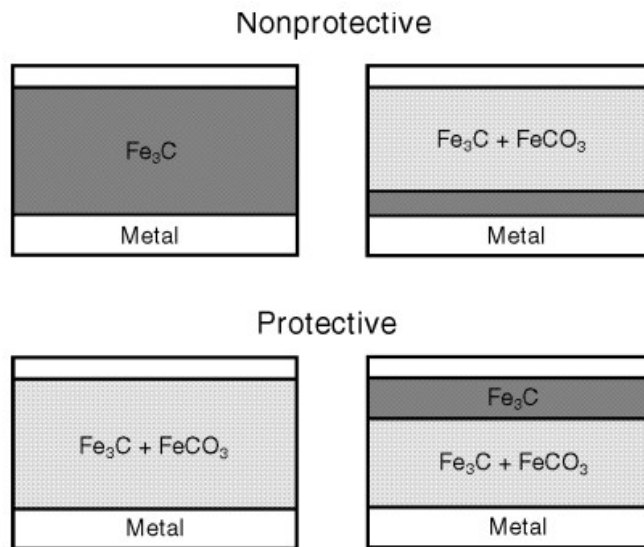 Nonprotective
Fe₃C
Fe₃C + FeCO₃
Metal
Metal
Protective
Fe₃C
Fe₃C + FeCO₃
Fe₃C + FeCO₃
Metal
Metal